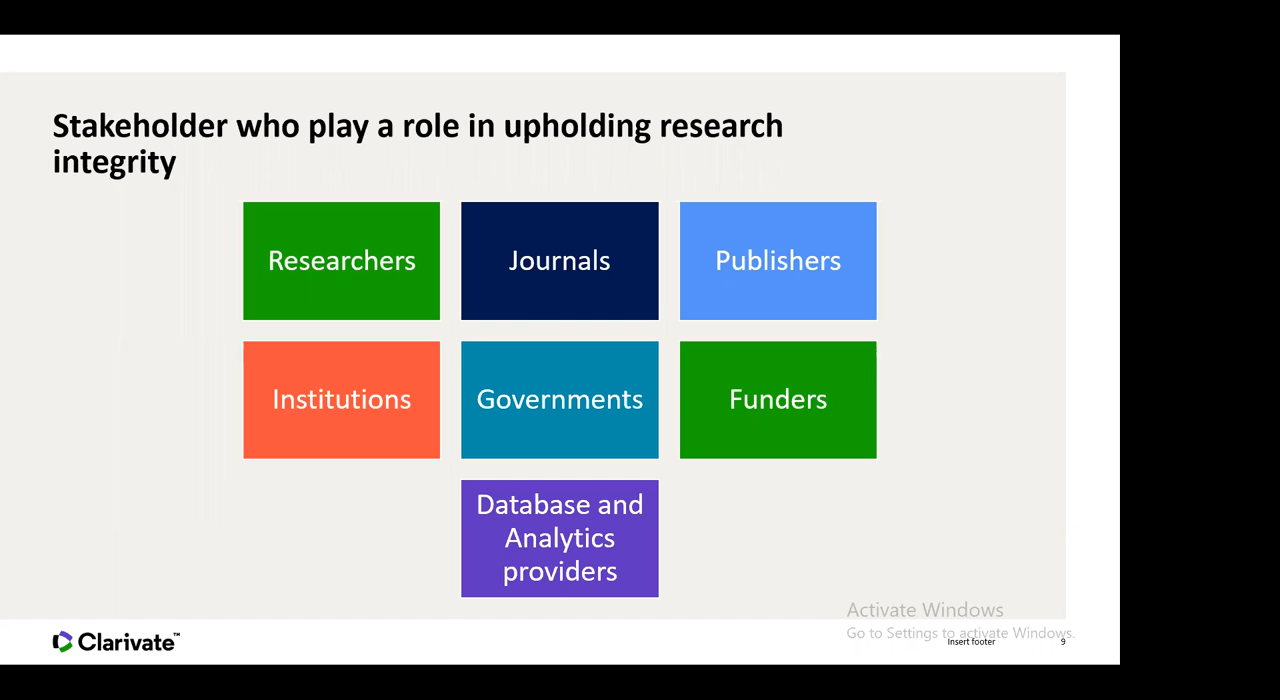 Stakeholder who play a role in upholding research
integrity
Researchers
Journals
Publishers
Institutions
Governments
Funders
Database and
Analytics
providers
Activate Windows
Go to Settings to activate Windows.
Clarivate™
Insert footer
9